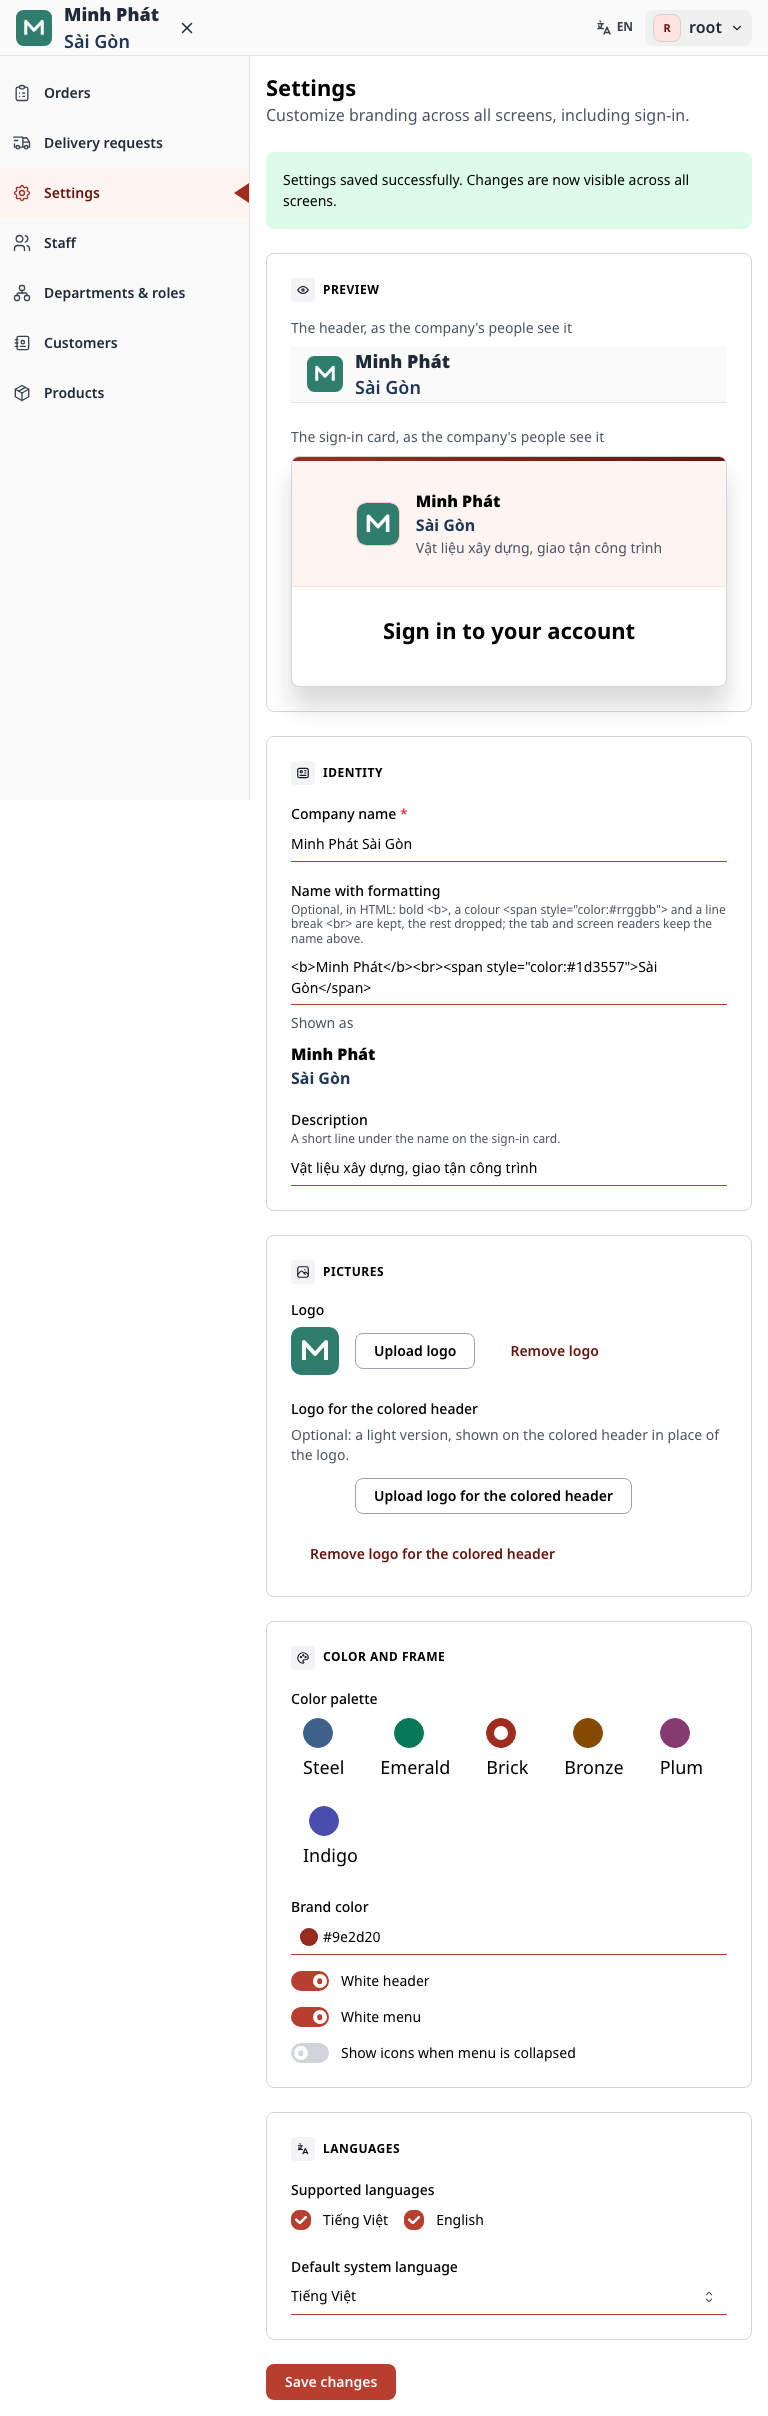 Minh Phát
Sài Gòn
EN
R
root
Orders
Delivery requests
Settings
Staff
Departments & roles
Customers
Products
Settings
Customize branding across all screens, including sign-in.
Settings saved successfully. Changes are now visible across all
screens.
PREVIEW
The header, as the company's people see it
Minh Phát
Sài Gòn
The sign-in card, as the company's people see it
Minh Phát
Sài Gòn
Vật liệu xây dựng, giao tận công trình
Sign in to your account
IDENTITY
Company name *
Minh Phát Sài Gòn
Name with formatting
Optional, in HTML: bold <b>, a colour <span style="color:#rrggbb"> and a line
break <br> are kept, the rest dropped; the tab and screen readers keep the
name above.
<b>Minh Phát</b><br><span style="color:#1d3557">Sài
Gòn</span>
Shown as
Minh Phát
Sài Gòn
Description
A short line under the name on the sign-in card.
Vật liệu xây dựng, giao tận công trình
PICTURES
Logo
Upload logo
Remove logo
Logo for the colored header
Optional: a light version, shown on the colored header in place of
the logo.
Upload logo for the colored header
Remove logo for the colored header
COLOR AND FRAME
Color palette
Steel
Emerald
Brick
Bronze
Plum
Indigo
Brand color
#9e2d20
White header
White menu
Show icons when menu is collapsed
LANGUAGES
Supported languages
Tiếng Việt
English
Default system language
Tiếng Việt
Save changes